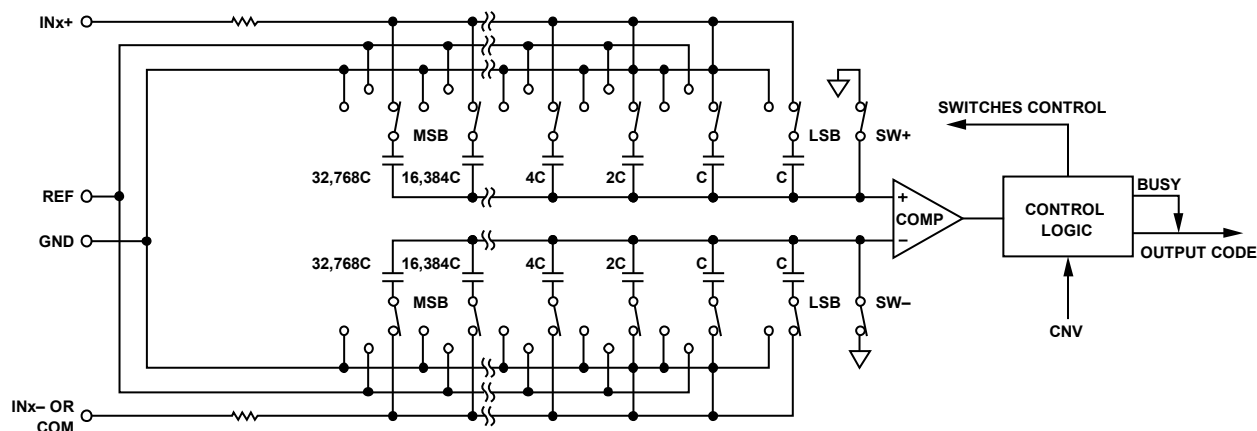 INx+
SWITCHES CONTROL
MSB
LSB
SW+
32,768C
16,384C
4C
2C
C
C
BUSY
REF
+
COMP
CONTROL
LOGIC
GND
−
OUTPUT CODE
32,768C
16,384C
4C
2C
C
C
MSB
LSB
SW–
CNV
INx– OR
COM